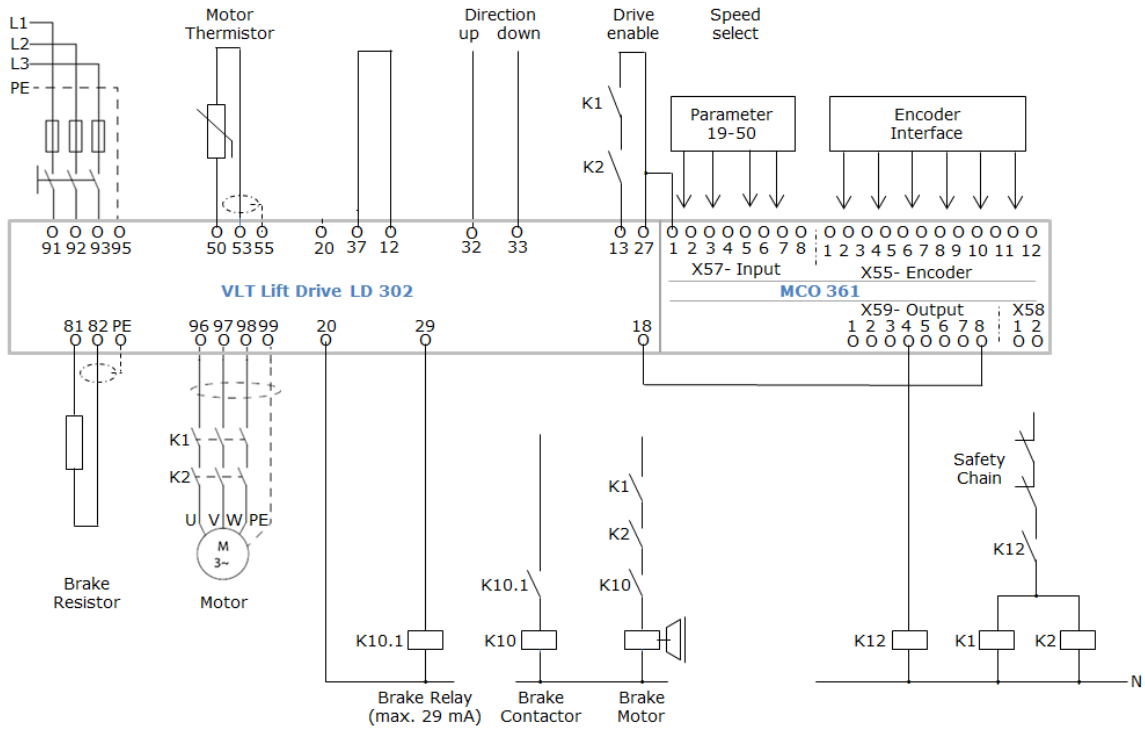 L1
L2
L3
PE
Motor
Thermistor
Direction
up down
Drive
enable
Speed
select
K1
K2
Parameter
19-50
Encoder
Interface
91 92 93 95
50 53 55
20
37 12
32 33
13 27
1 2 3 4 5 6 7 8
1 2 3 4 5 6 7 8 9 10 11 12
X57- Input
X55- Encoder
VLT Lift Drive LD 302
MCO 361
X59- Output
X58
81 82 PE
96 97 98 99
20
29
18
1 2 3 4 5 6 7 8
1 2
K1
K2
U V W PE
M
3~
Brake
Resistor
Motor
K10.1
Brake Relay
(max. 29 mA)
K10.1
K10
Brake
Contactor
K1
K2
K10
Brake
Motor
Safety
Chain
K12
K12
K1
K2
N